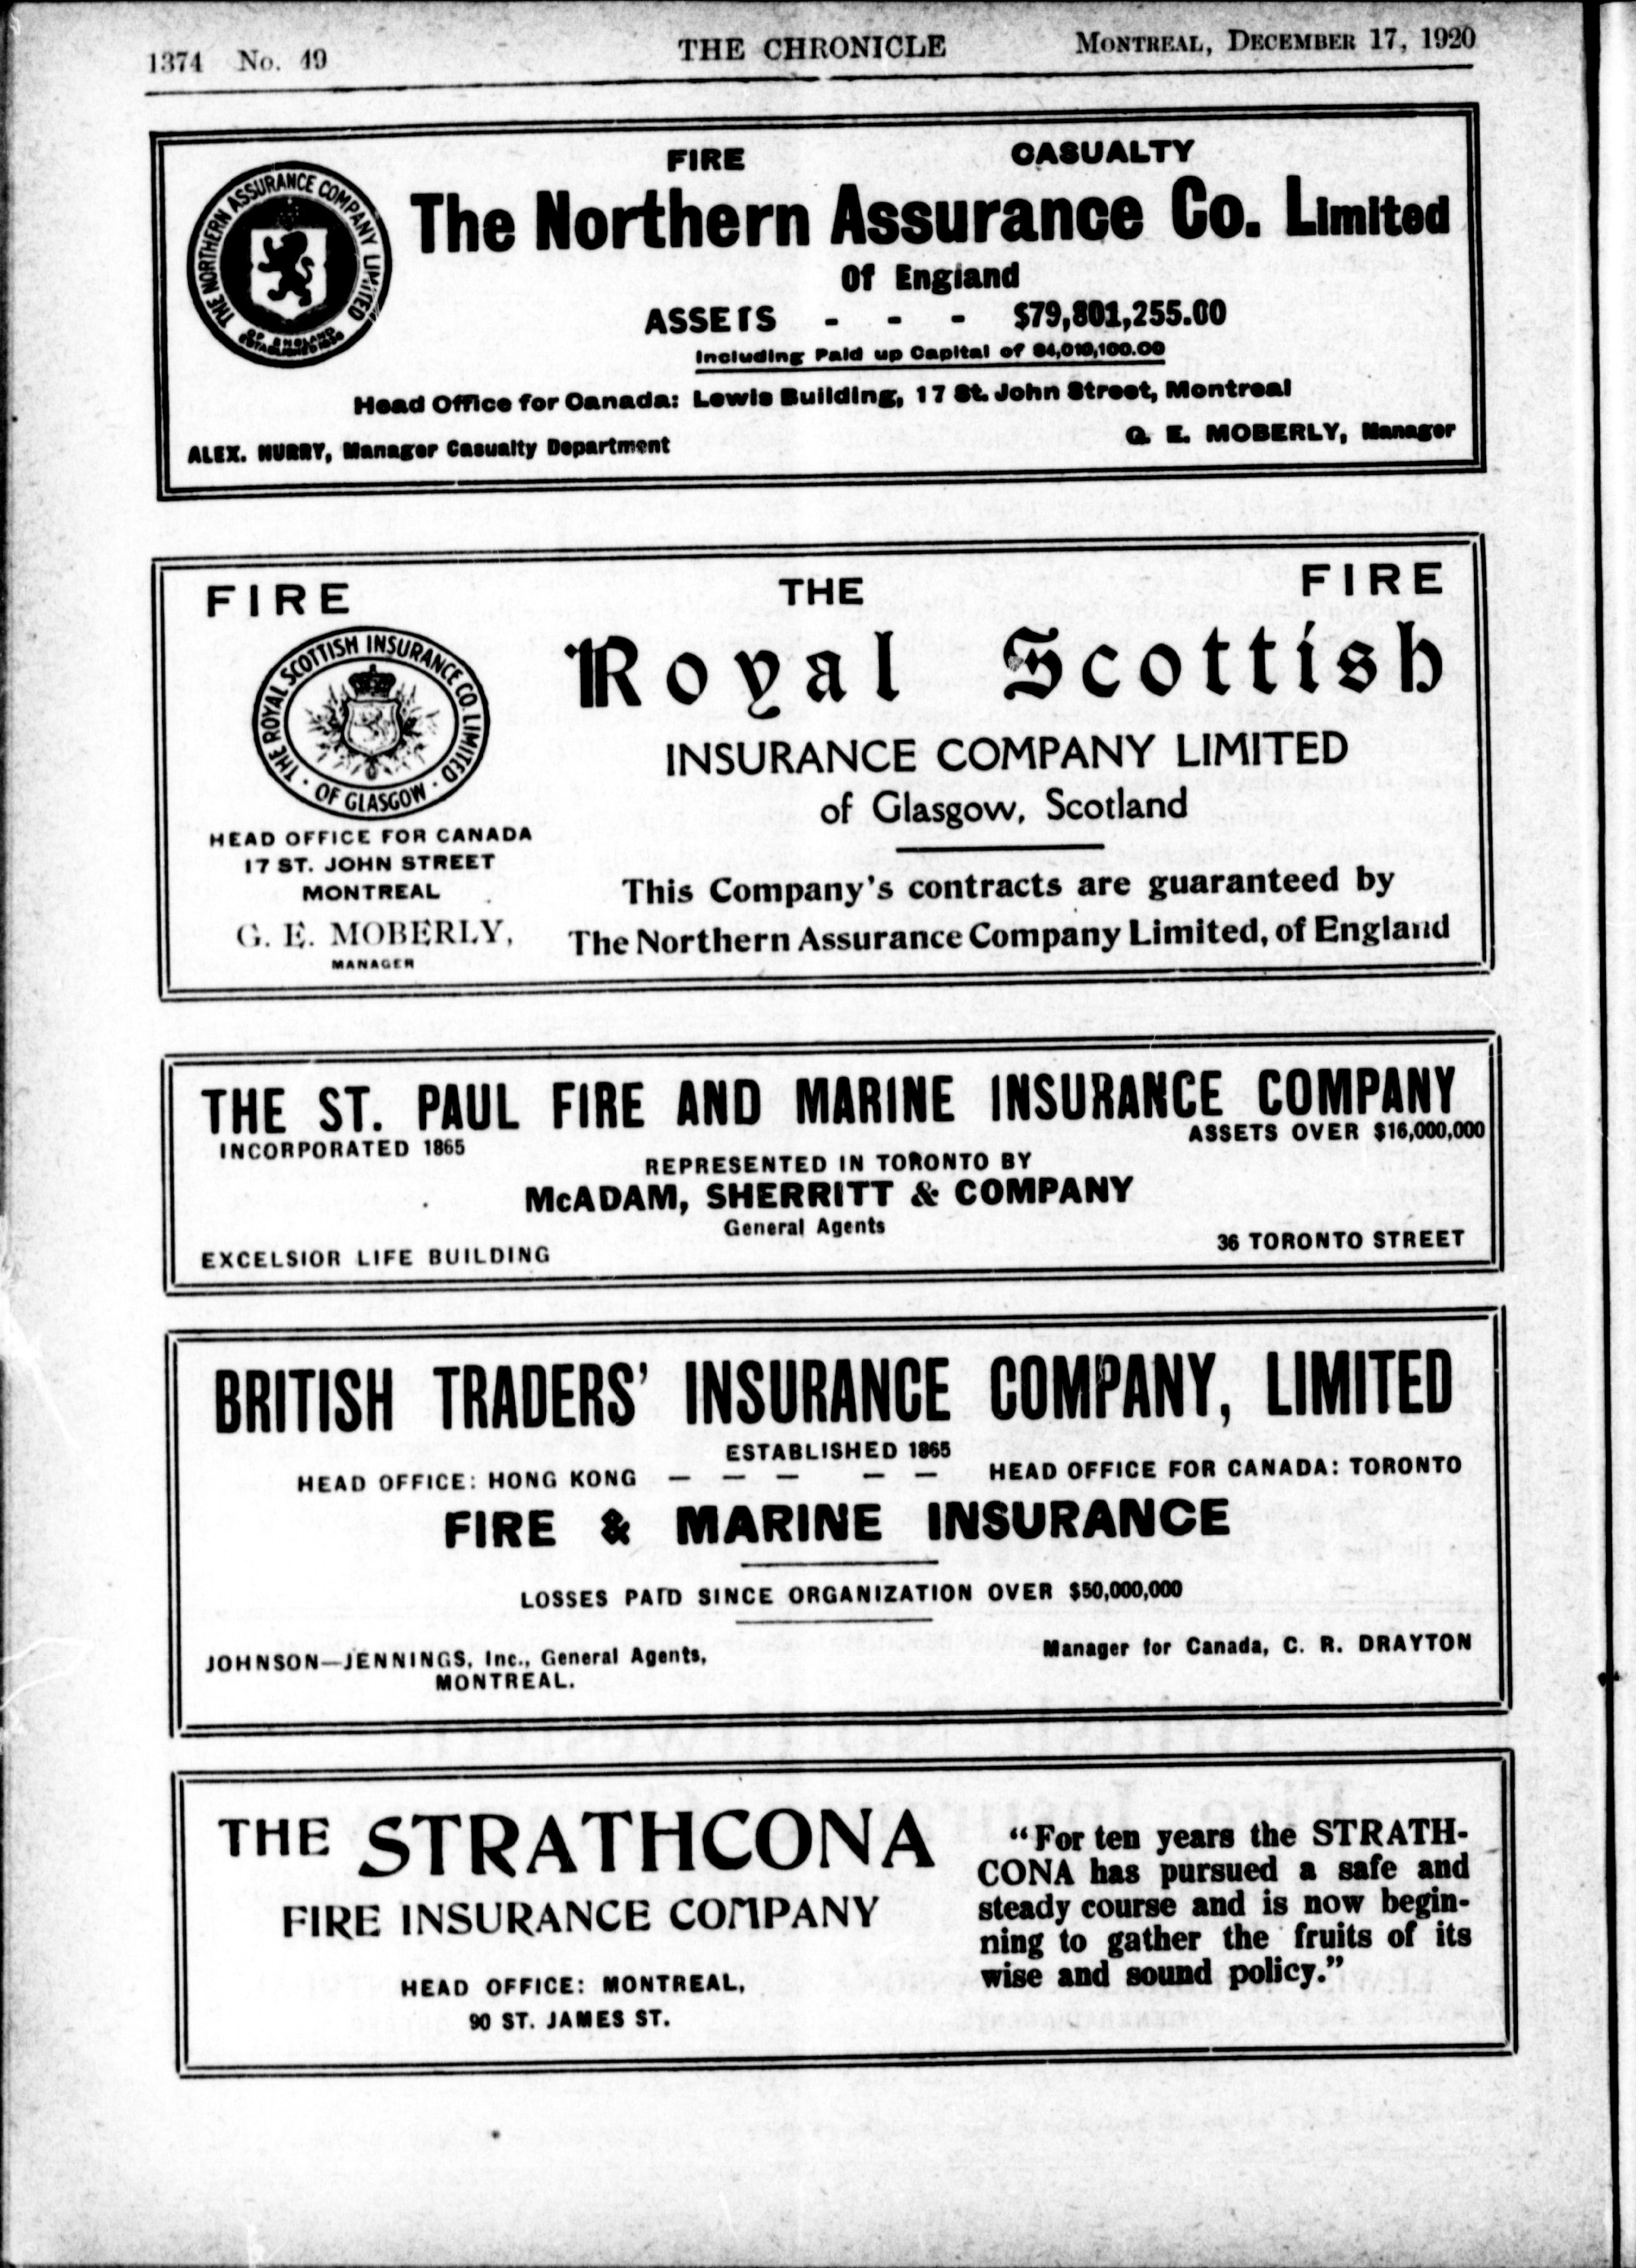 1374 No. 49
THE CHRONICLE
MONTREAL, DECEMBER 17, 1920
FIRE
CASUALTY
THE NORTHERN ASSURANCE COMPANY LIMITED
OF ENGLAND
The Northern Assurance Co. Limited
Of England
ASSETS - - - $79,801,255.00
Including Paid up Capital of $4,010,100.00
Head Office for Canada: Lewis Building, 17 St. John Street, Montreal
ALEX. HURRY, Manager Casualty Department
G. E. MOBERLY, Manager
FIRE
THE
FIRE
THE ROYAL SCOTTISH INSURANCE CO. LIMITED
· OF GLASGOW ·
Royal Scottish
INSURANCE COMPANY LIMITED
of Glasgow, Scotland
HEAD OFFICE FOR CANADA
17 ST. JOHN STREET
MONTREAL
G. E. MOBERLY,
MANAGER
This Company's contracts are guaranteed by
The Northern Assurance Company Limited, of England
THE ST. PAUL FIRE AND MARINE INSURANCE COMPANY
INCORPORATED 1865
ASSETS OVER $16,000,000
REPRESENTED IN TORONTO BY
McADAM, SHERRITT & COMPANY
General Agents
EXCELSIOR LIFE BUILDING
36 TORONTO STREET
BRITISH TRADERS' INSURANCE COMPANY, LIMITED
ESTABLISHED 1865
HEAD OFFICE: HONG KONG — — — — — HEAD OFFICE FOR CANADA: TORONTO
FIRE & MARINE INSURANCE
LOSSES PAID SINCE ORGANIZATION OVER $50,000,000
JOHNSON—JENNINGS, Inc., General Agents,
MONTREAL.
Manager for Canada, C. R. DRAYTON
THE STRATHCONA
FIRE INSURANCE COMPANY
HEAD OFFICE: MONTREAL,
90 ST. JAMES ST.
"For ten years the STRATH-
CONA has pursued a safe and
steady course and is now begin-
ning to gather the fruits of its
wise and sound policy."